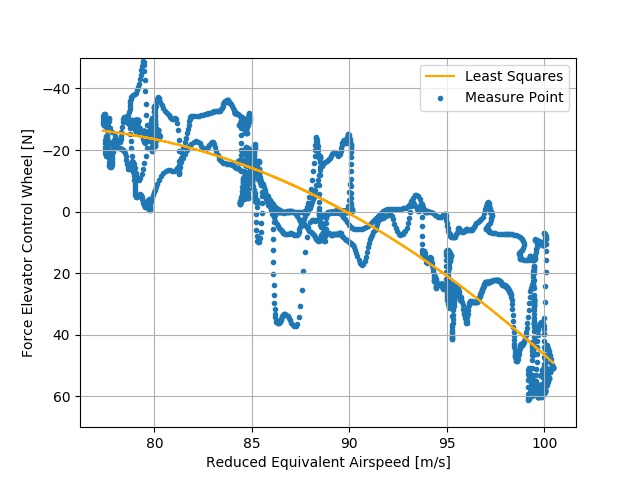 Least Squares
Measure Point
Force Elevator Control Wheel [N]
−40
−20
0
20
40
60
80
85
90
95
100
Reduced Equivalent Airspeed [m/s]